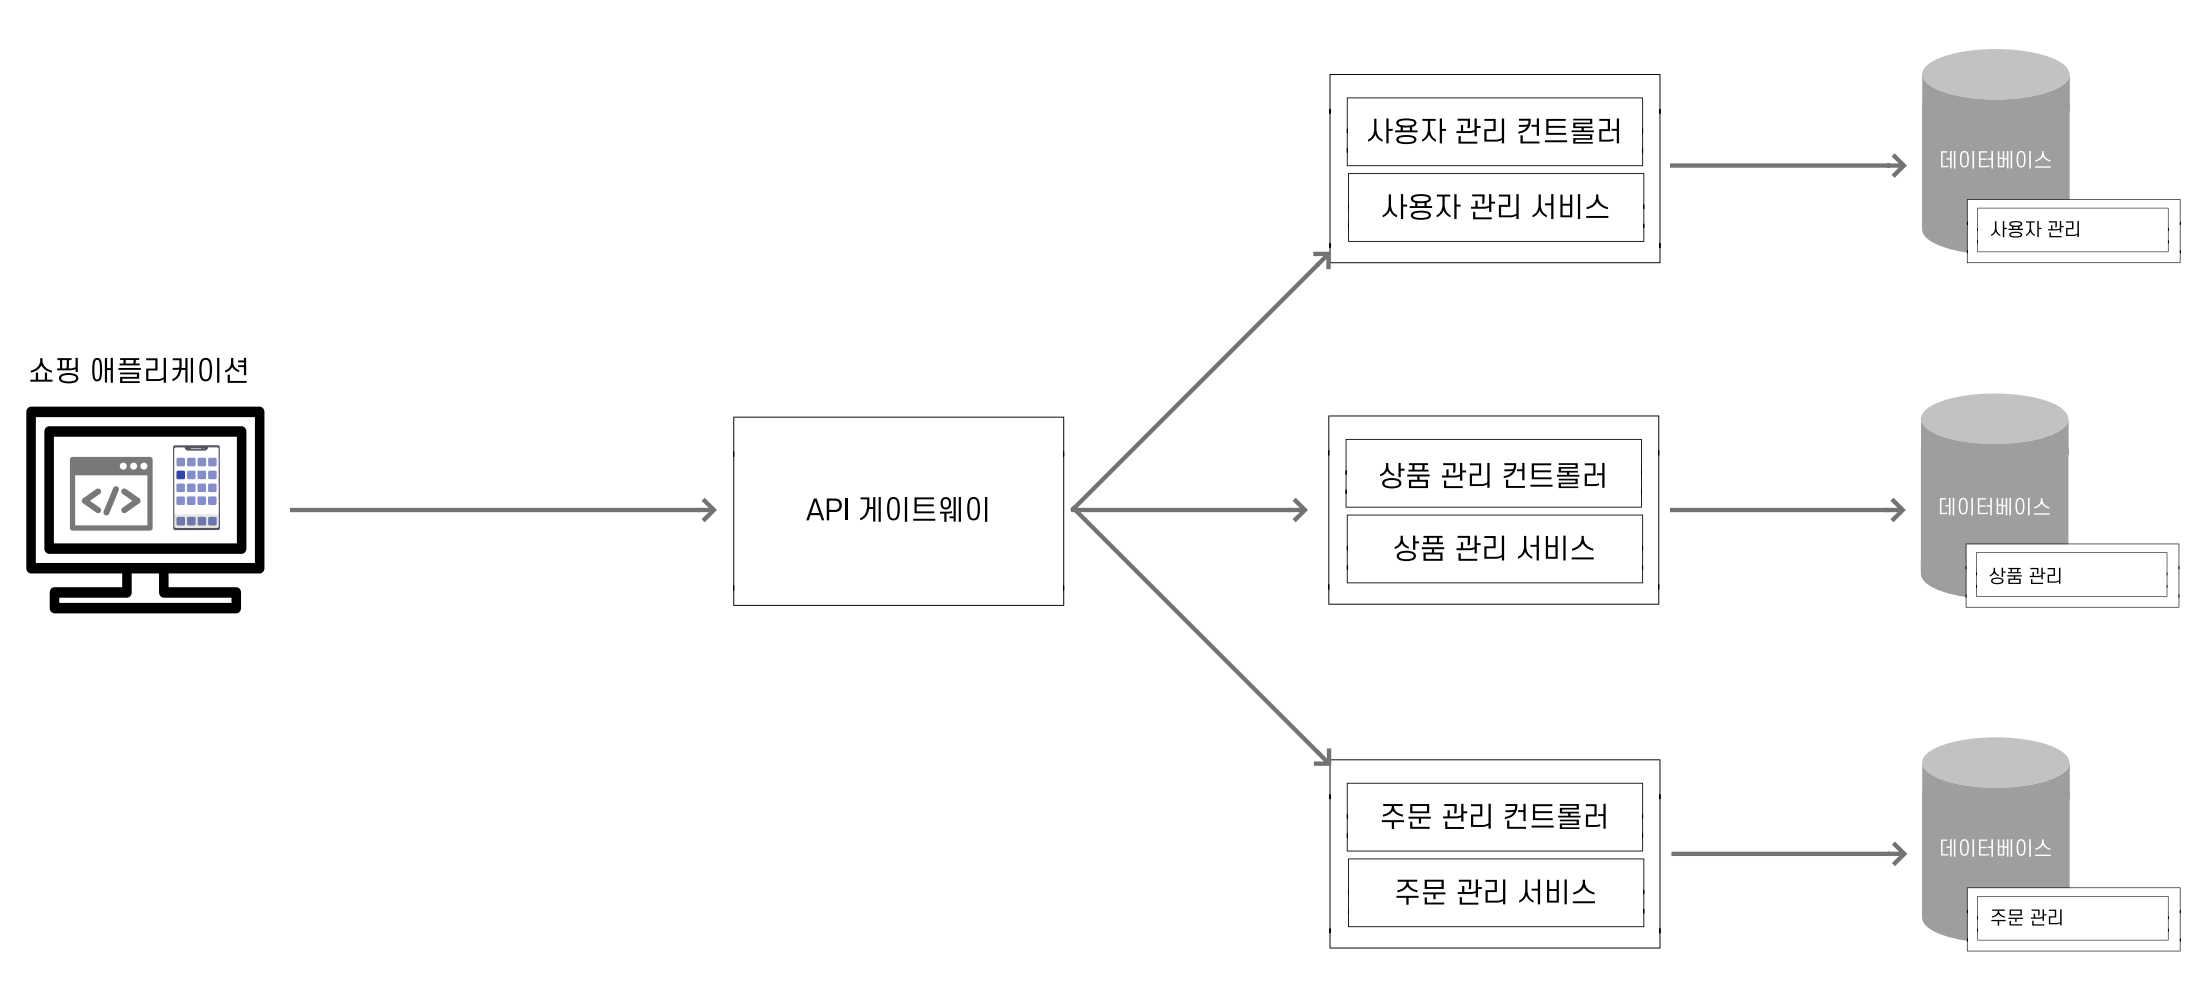 쇼핑 애플리케이션
API 게이트웨이
사용자 관리 컨트롤러
사용자 관리 서비스
데이터베이스
사용자 관리
상품 관리 컨트롤러
상품 관리 서비스
데이터베이스
상품 관리
주문 관리 컨트롤러
주문 관리 서비스
데이터베이스
주문 관리